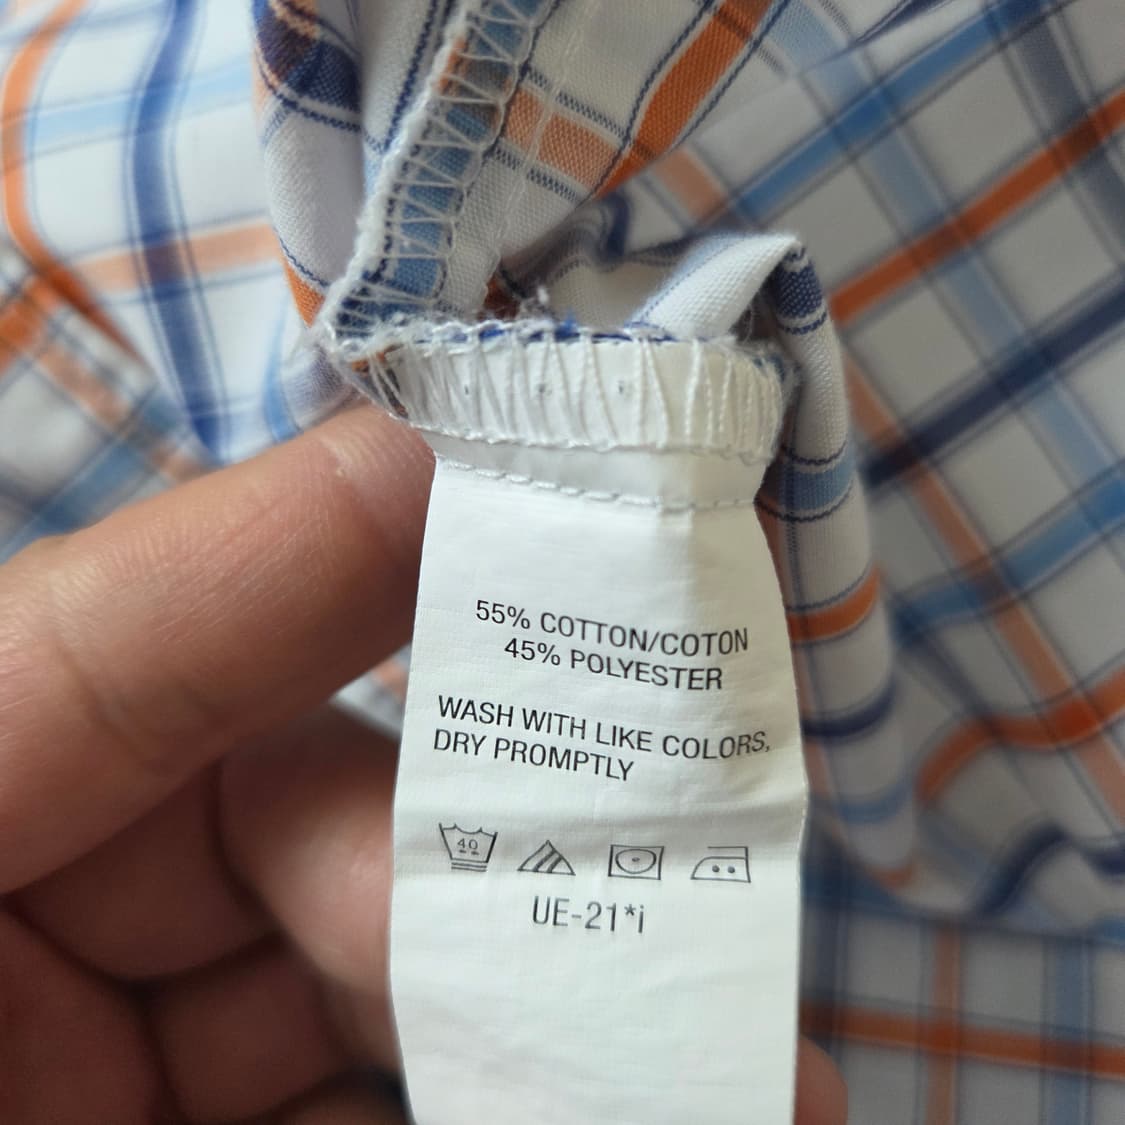 55% COTTON/COTON
45% POLYESTER
WASH WITH LIKE COLORS,
DRY PROMPTLY
40
UE-21*i